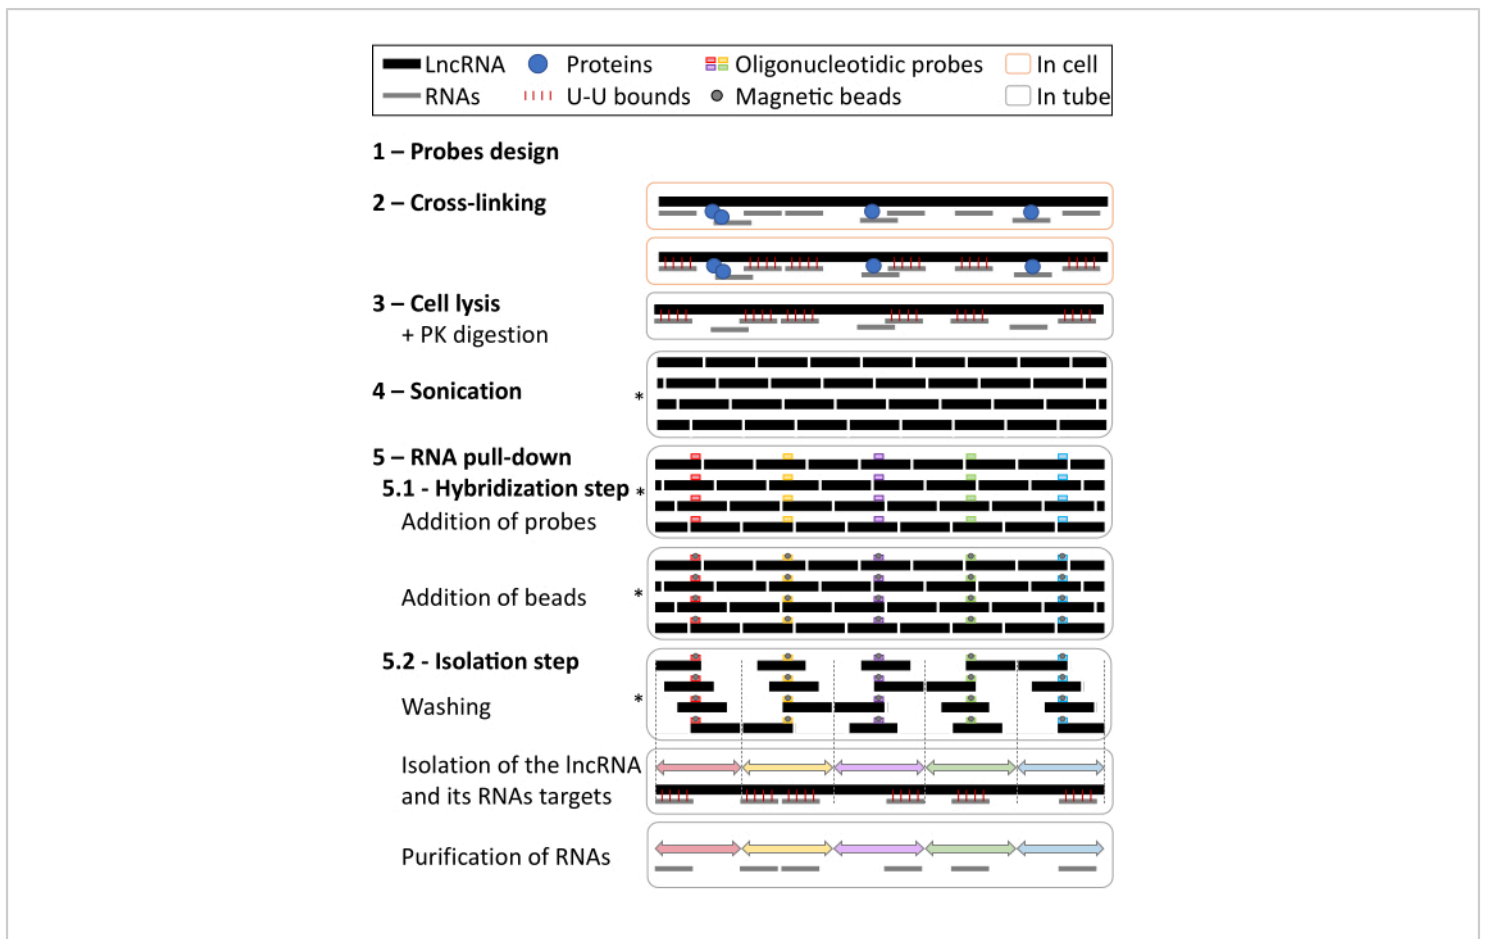 LncRNA Proteins Oligonucleotidic probes In cell
RNAs U-U bounds Magnetic beads In tube
1 – Probes design
2 – Cross-linking
3 – Cell lysis
+ PK digestion
4 – Sonication *
5 – RNA pull-down
5.1 - Hybridization step *
Addition of probes
Addition of beads *
5.2 - Isolation step
Washing *
Isolation of the lncRNA
and its RNAs targets
Purification of RNAs